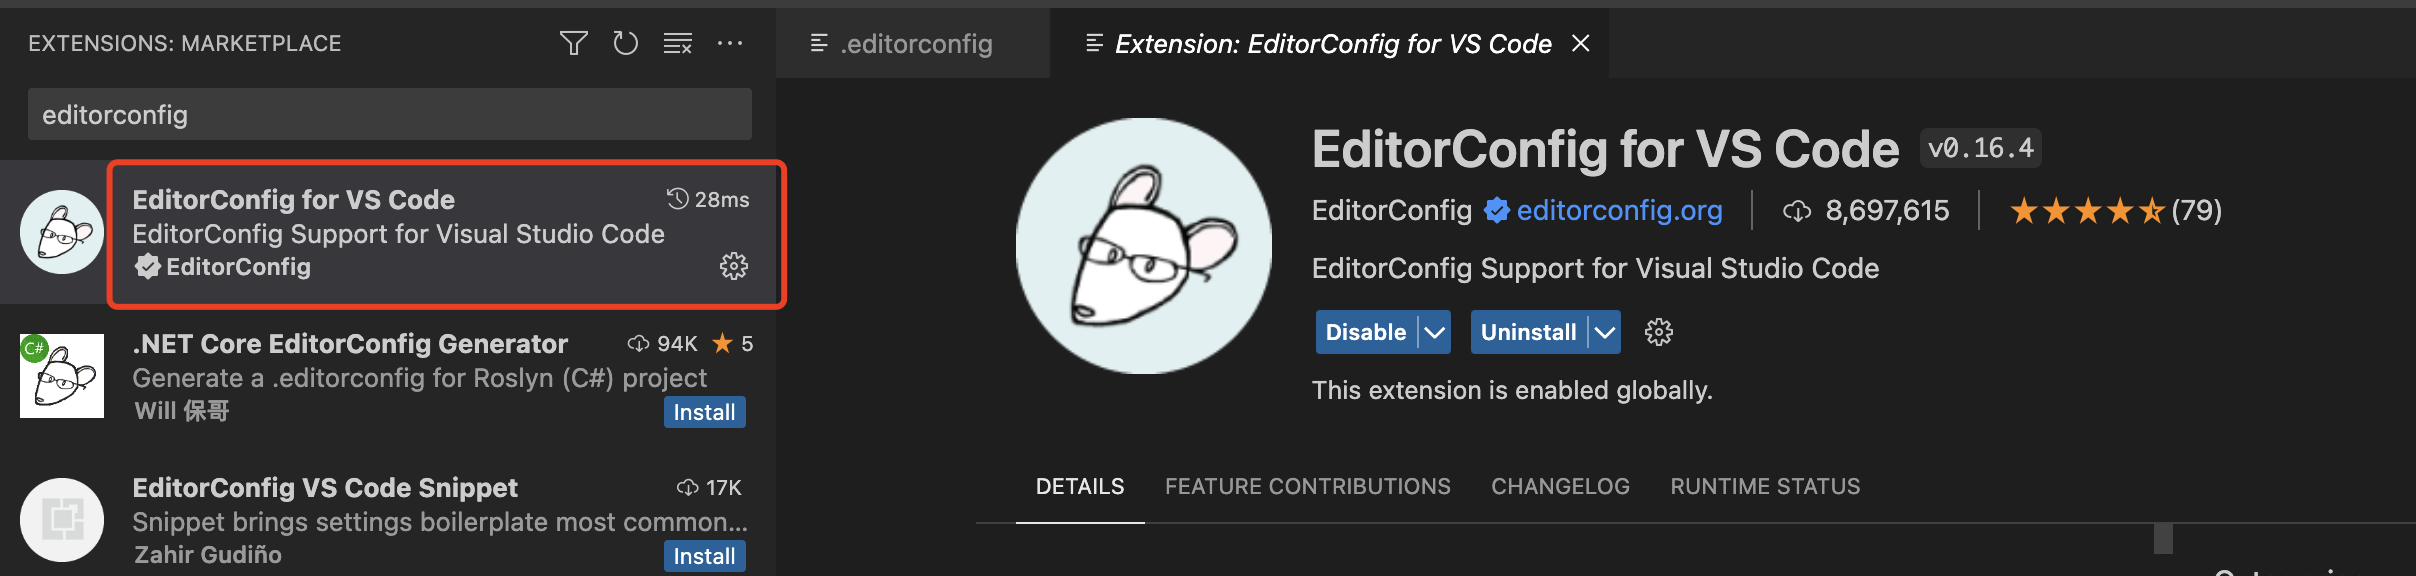 EXTENSIONS: MARKETPLACE
editorconfig
EditorConfig for VS Code 28ms
EditorConfig Support for Visual Studio Code
EditorConfig
C#
.NET Core EditorConfig Generator 94K 5
Generate a .editorconfig for Roslyn (C#) project
Will 保哥 Install
EditorConfig VS Code Snippet 17K
Snippet brings settings boilerplate most common...
Zahir Gudiño Install
.editorconfig Extension: EditorConfig for VS Code
EditorConfig for VS Code v0.16.4
EditorConfig editorconfig.org 8,697,615 (79)
EditorConfig Support for Visual Studio Code
Disable Uninstall
This extension is enabled globally.
DETAILS FEATURE CONTRIBUTIONS CHANGELOG RUNTIME STATUS